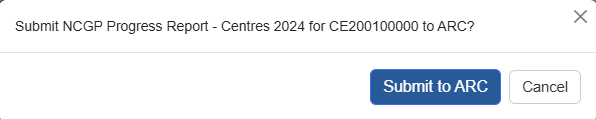 Submit NCGP Progress Report - Centres 2024 for CE200100000 to ARC?
Submit to ARC
Cancel